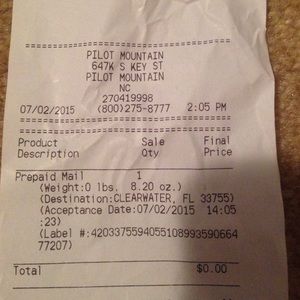 ==============================
PILOT MOUNTAIN
647K S KEY ST
PILOT MOUNTAIN
NC
270419998
07/02/2015 (800)275-8777 2:05 PM
==============================
==============================
Product Sale Final
Description Qty Price
Prepaid Mail 1
(Weight:0 lbs. 8.20 oz.)
(Destination:CLEARWATER, FL 33755)
(Acceptance Date:07/02/2015 14:05
:23)
(Label #:4203375594055108993590664
77207)
Total $0.00